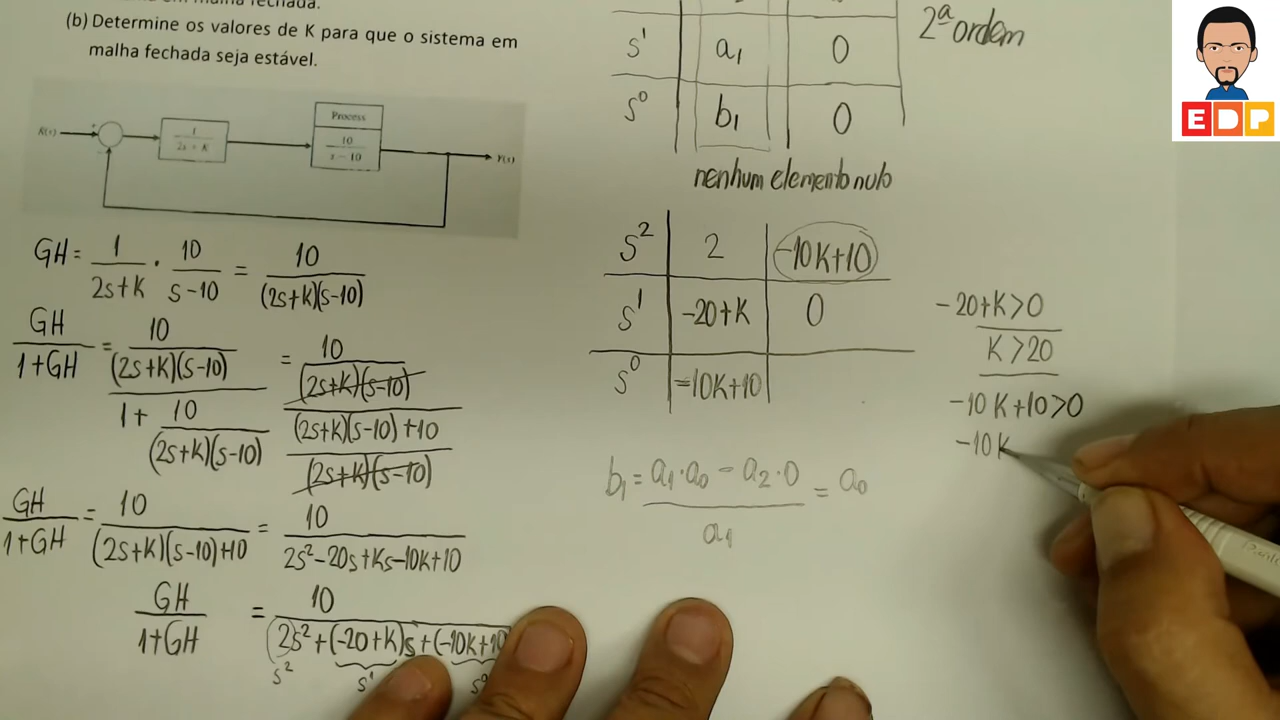 malha fechada.
(b) Determine os valores de K para que o sistema em
malha fechada seja estável.
R(s)
1
2s + K
Process
10
s − 10
Y(s)
GH = 1/(2s+K) · 10/(s-10) = 10/((2s+K)(s-10))
GH/(1+GH) = (10/((2s+K)(s-10)))/(1+10/((2s+K)(s-10))) = (10/((2s+K)(s-10)))/(((2s+K)(s-10)+10)/((2s+K)(s-10)))
GH/(1+GH) = 10/((2s+K)(s-10)+10) = 10/(2s²-20s+Ks-10K+10)
GH/(1+GH) = 10/(2s²+(-20+K)s+(-10K+10
s² s¹ s⁰
2ª ordem
s¹ a₁ 0
s⁰ b₁ 0
nenhum elemento nulo
s² 2 -10K+10
s¹ -20+K 0
s⁰ -10K+10
b₁ = (a₁·a₀ - a₂·0)/a₁ = a₀
-20+K>0
K>20
-10K+10>0
-10K
EDP